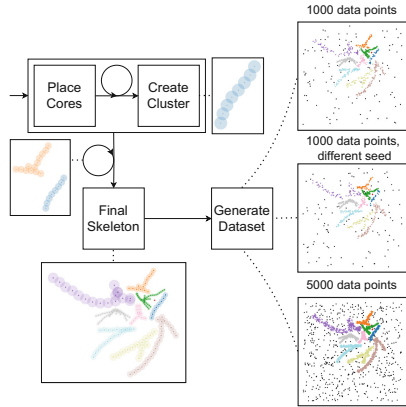 1000 data points
Place
Cores
Create
Cluster
1000 data points,
different seed
Final
Skeleton
Generate
Dataset
5000 data points